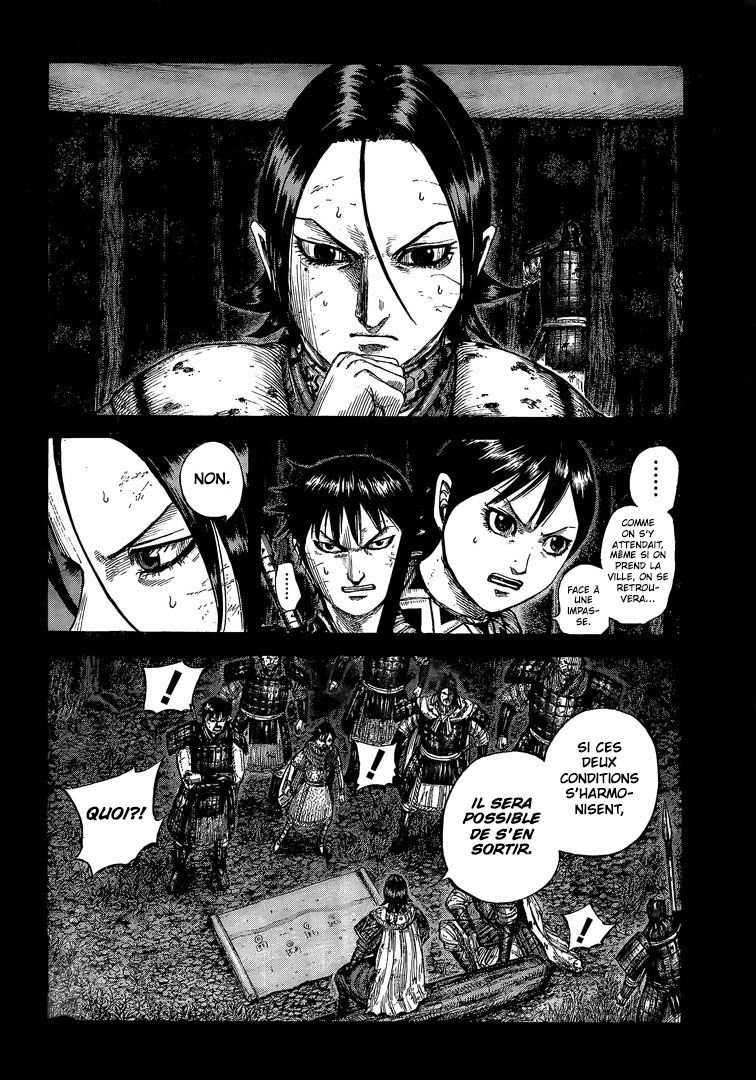 ......
COMME
ON S'Y
ATTENDAIT,
MÊME SI ON
PREND LA
VILLE, ON SE
RETROU-
VERA...
FACE À
UNE
IMPAS-
SE.
....
NON.
SI CES
DEUX
CONDITIONS
S'HARMO-
NISENT,
IL SERA
POSSIBLE
DE S'EN
SORTIR.
!
!
QUOI?!
!